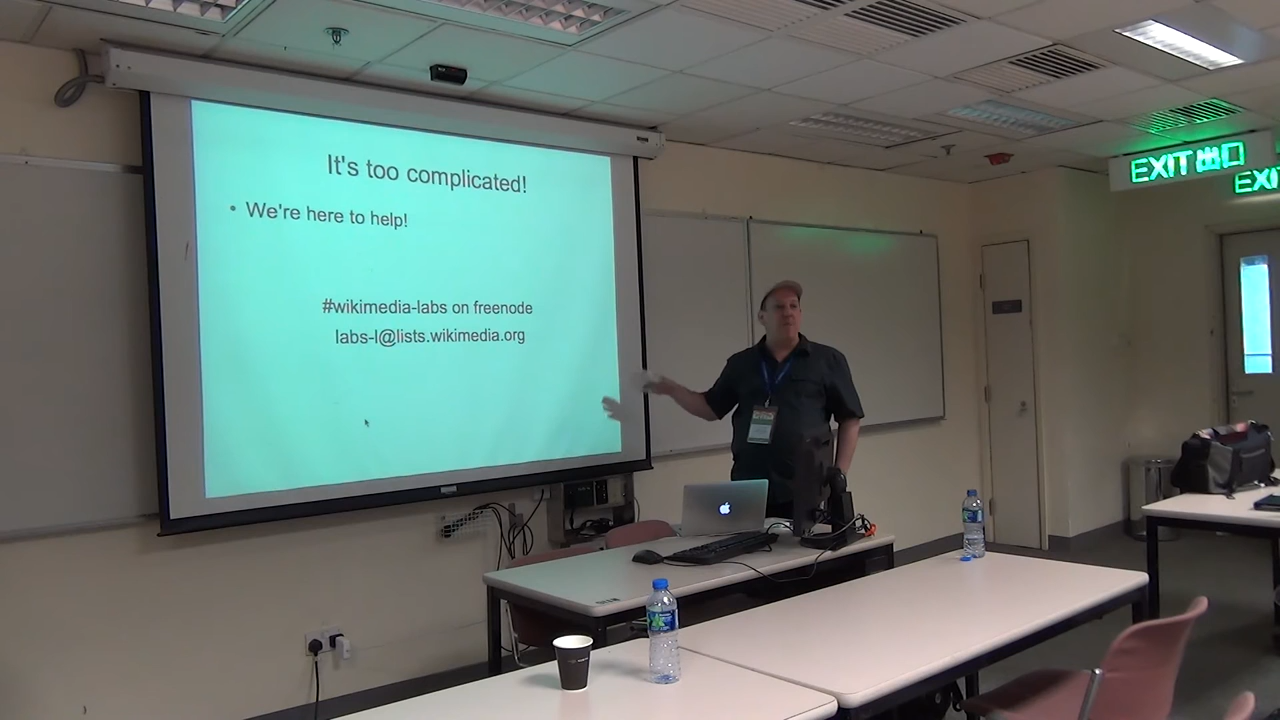 It's too complicated!
• We're here to help!
#wikimedia-labs on freenode
labs-l@lists.wikimedia.org
EXIT 出口
EXIT